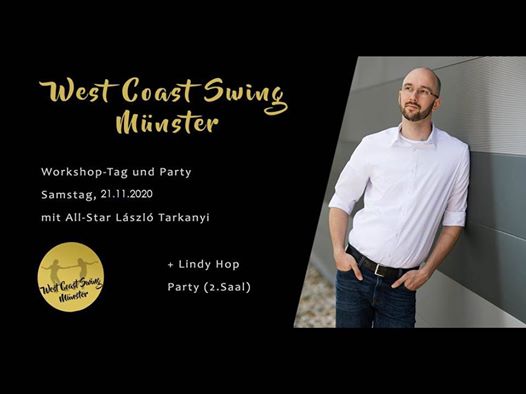 West Coast Swing
Münster
Workshop-Tag und Party
Samstag, 21.11.2020
mit All-Star László Tarkanyi
West Coast Swing
Münster
+ Lindy Hop
Party (2.Saal)